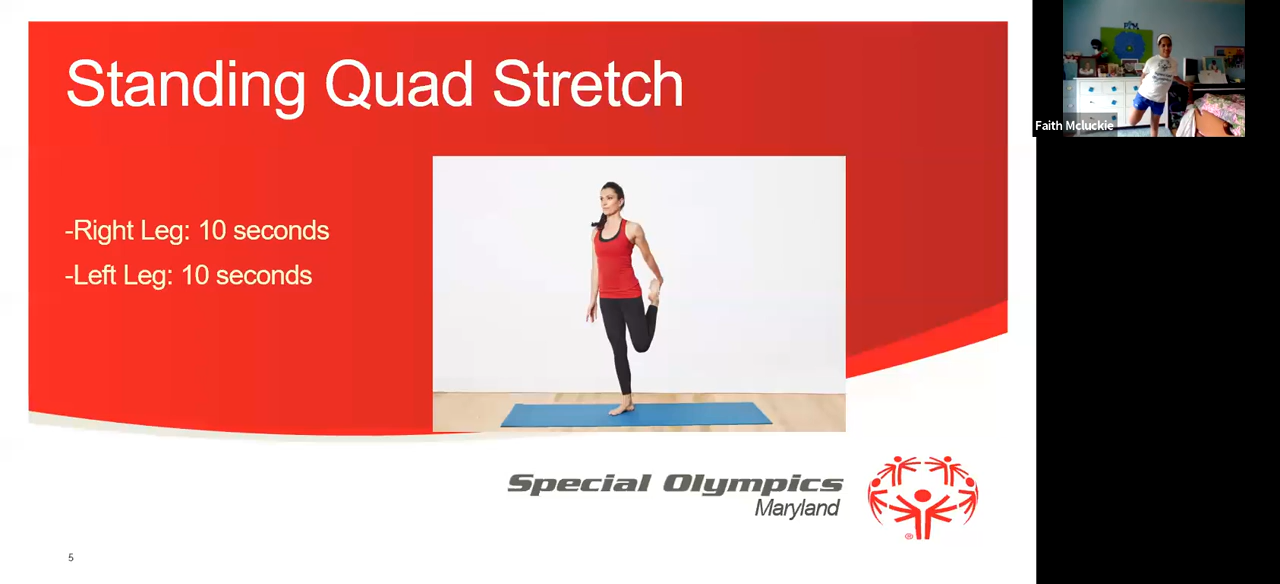 Standing Quad Stretch
-Right Leg: 10 seconds
-Left Leg: 10 seconds
Special Olympics
Maryland
®
5
Faith Mcluckie